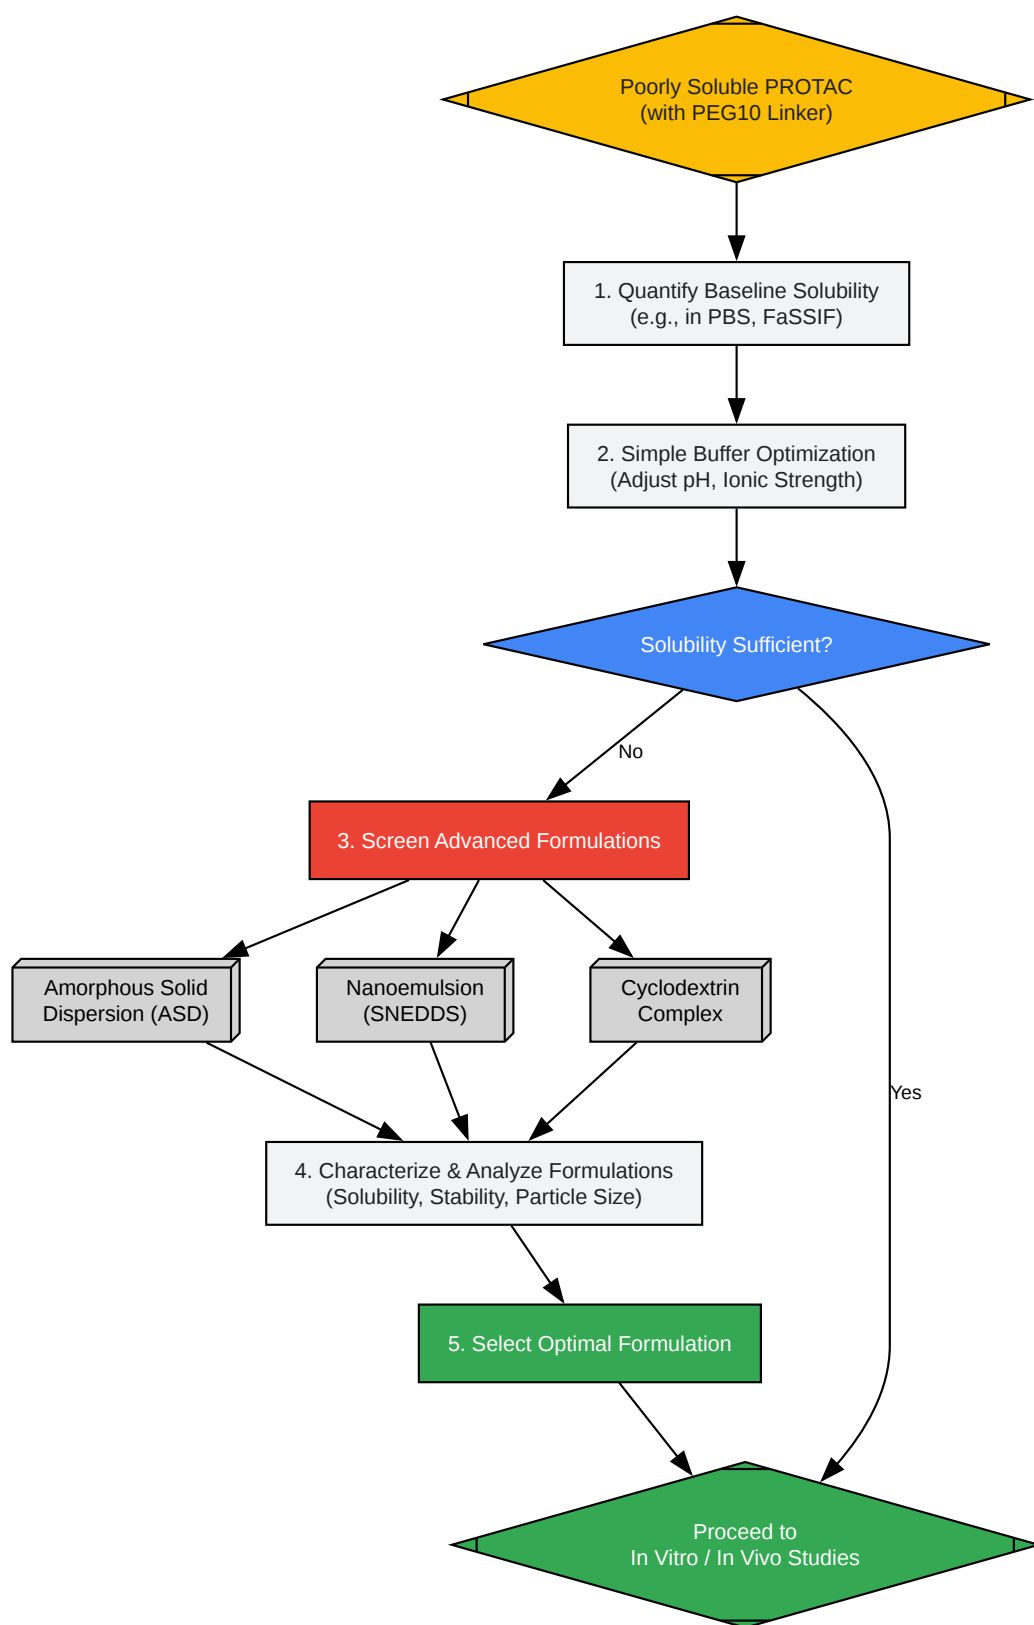 Poorly Soluble PROTAC
(with PEG10 Linker)
1. Quantify Baseline Solubility
(e.g., in PBS, FaSSIF)
2. Simple Buffer Optimization
(Adjust pH, Ionic Strength)
Solubility Sufficient?
No
3. Screen Advanced Formulations
Amorphous Solid
Dispersion (ASD)
Nanoemulsion
(SNEDDS)
Cyclodextrin
Complex
Yes
4. Characterize & Analyze Formulations
(Solubility, Stability, Particle Size)
5. Select Optimal Formulation
Proceed to
In Vitro / In Vivo Studies